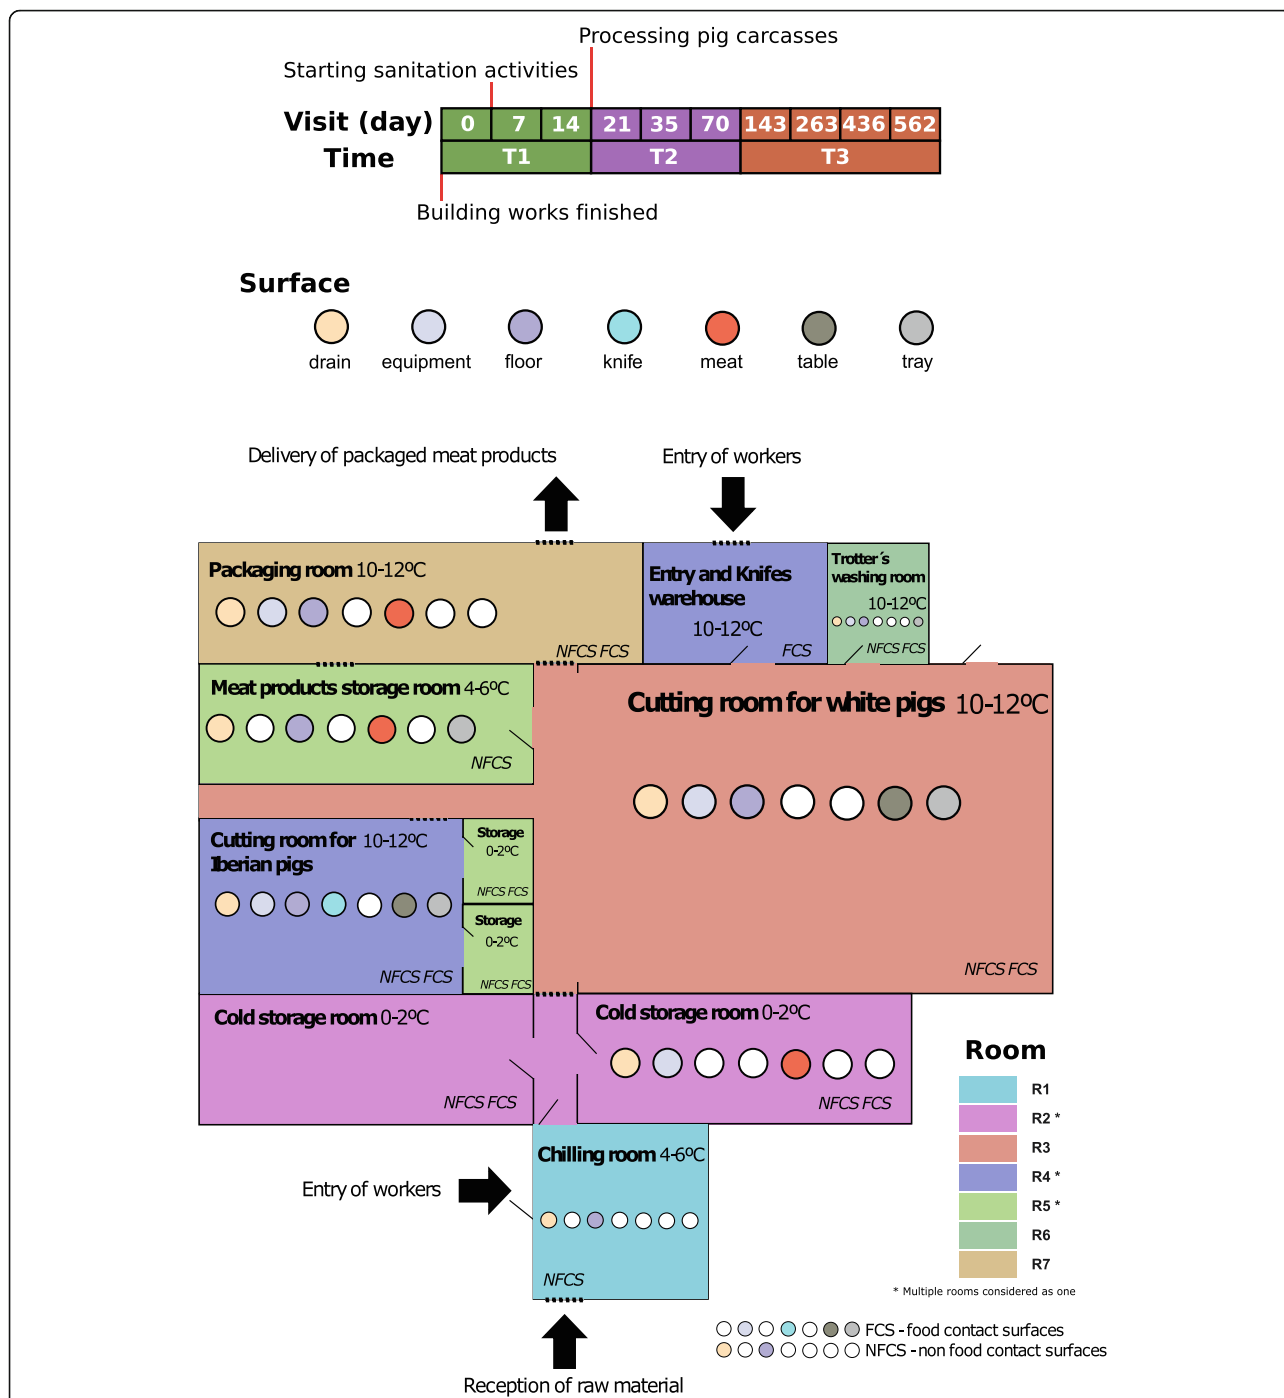 Processing pig carcasses
Starting sanitation activities
Visit (day) 0 7 14 21 35 70 143 263 436 562
Time T1 T2 T3
Building works finished
Surface
drain equipment floor knife meat table tray
Delivery of packaged meat products
Entry of workers
Packaging room 10-12ºC
NFCS FCS
Entry and Knifes
warehouse
10-12ºC
FCS
Trotter´s
washing room
10-12ºC
NFCS FCS
Meat products storage room 4-6ºC
NFCS
Cutting room for white pigs 10-12ºC
NFCS FCS
Cutting room for 10-12ºC
Iberian pigs
NFCS FCS
Storage
0-2ºC
NFCS FCS
Storage
0-2ºC
NFCS FCS
Cold storage room 0-2ºC
NFCS FCS
Cold storage room 0-2ºC
NFCS FCS
Chilling room 4-6ºC
NFCS
Entry of workers
Reception of raw material
Room
R1
R2 *
R3
R4 *
R5 *
R6
R7
* Multiple rooms considered as one
FCS - food contact surfaces
NFCS - non food contact surfaces